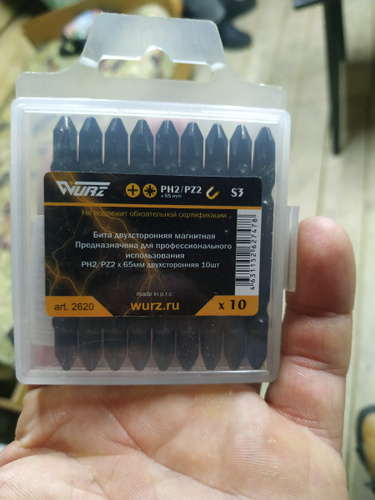 WURZ PH2/PZ2 S3
x 65 mm
Не подлежит обязательной сертификации
Бита двухсторонняя магнитная
Предназначена для профессионального
использования
PH2/PZ2 x 65мм двухсторонняя 10шт
4631152627478
made in p.r.c.
art. 2620 wurz.ru x 10